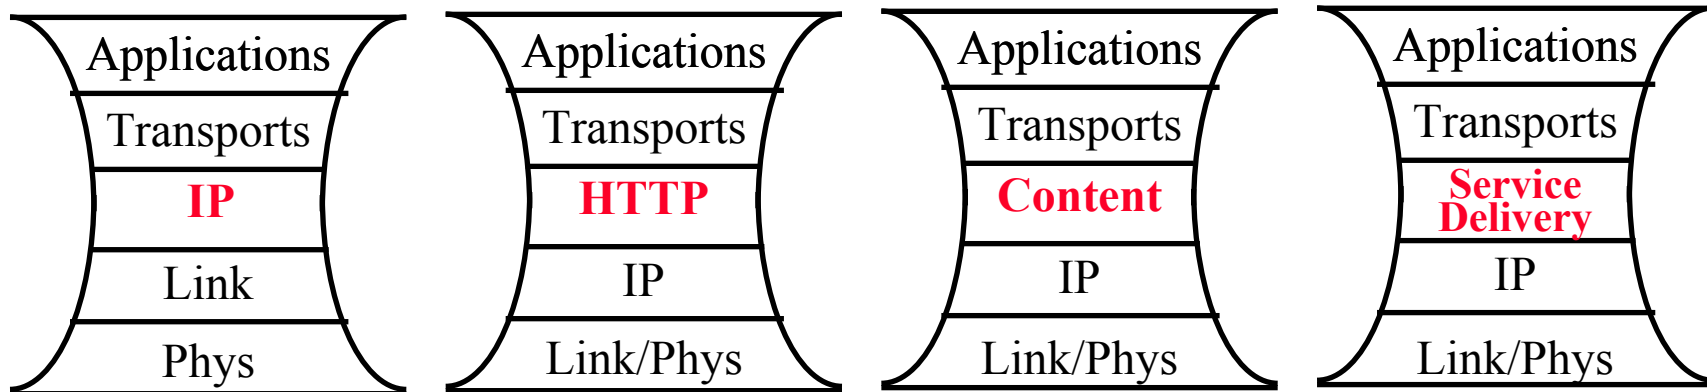 Applications
Transports
IP
Link
Phys
Applications
Transports
HTTP
IP
Link/Phys
Applications
Transports
Content
IP
Link/Phys
Applications
Transports
Service
Delivery
IP
Link/Phys